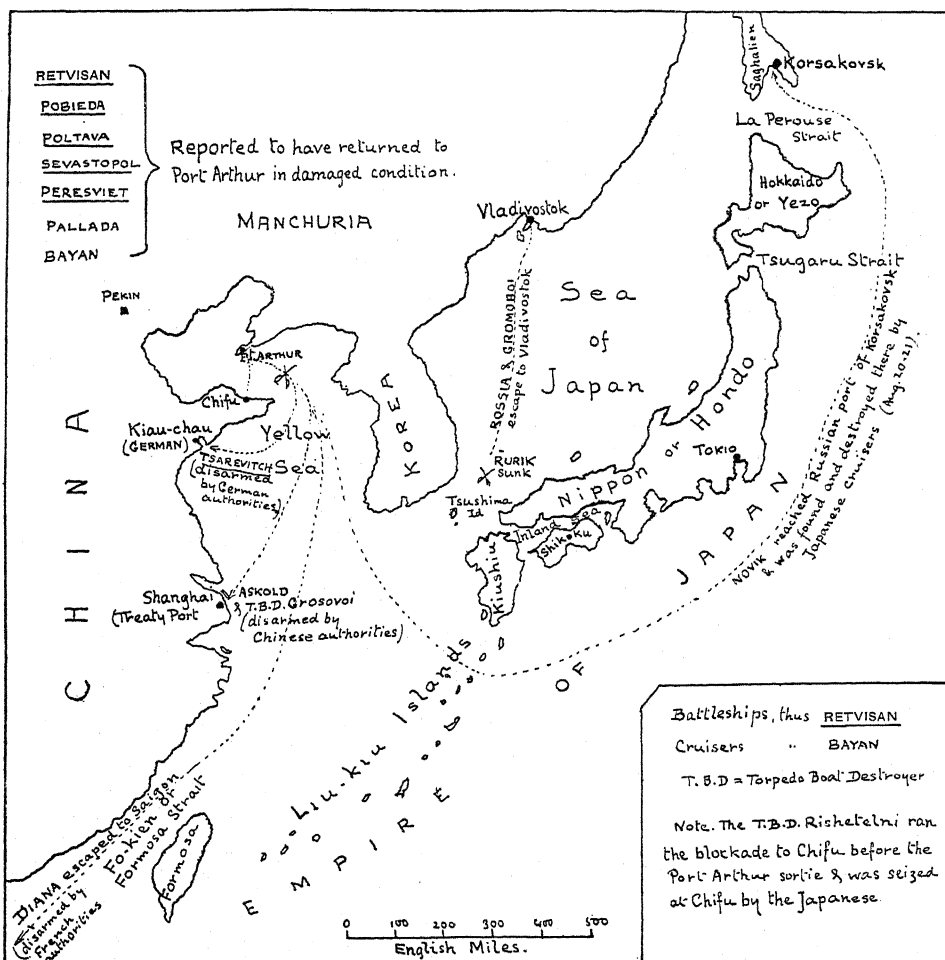 RETVISAN
POBIEDA
POLTAVA
SEVASTOPOL
PERESVIET
PALLADA
BAYAN
Reported to have returned to
Port Arthur in damaged condition.
MANCHURIA
PEKIN
Saghalien
Korsakovsk
La Perouse
Strait
Hokkaido
or Yezo
Tsugaru Strait
Vladivostok
Sea
of
Japan
ROSSIA & GROMOBOI
escape to Vladivostok
RURIK
Sunk
Tsushima
Id
Pt. ARTHUR
Chifu
Kiau-chau
(GERMAN)
Yellow
Sea
TSAREVITCH
(disarmed
by German
authorities)
KOREA
CHINA
Nippon or Hondo
TOKIO
Inland Sea
Shikoku
Kiushiu
NOVIK reached Russian port of Korsakovsk
& was found and destroyed there by
Japanese cruisers (Aug. 20-21)
Shanghai
(Treaty Port
ASKOLD
& T.B.D. Grosovoi
(disarmed by
Chinese authorities)
Liu-kiu Islands
EMPIRE OF JAPAN
DIANA escaped to Saigon
(disarmed by
French
authorities
Fo-kien or
Formosa Strait
Formosa
0 100 200 300 400 500
English Miles.
Battleships, thus RETVISAN
Cruisers " BAYAN
T.B.D = Torpedo Boat Destroyer
Note. The T.B.D. Rishetelni ran
the blockade to Chifu before the
Port Arthur sortie & was seized
at Chifu by the Japanese.